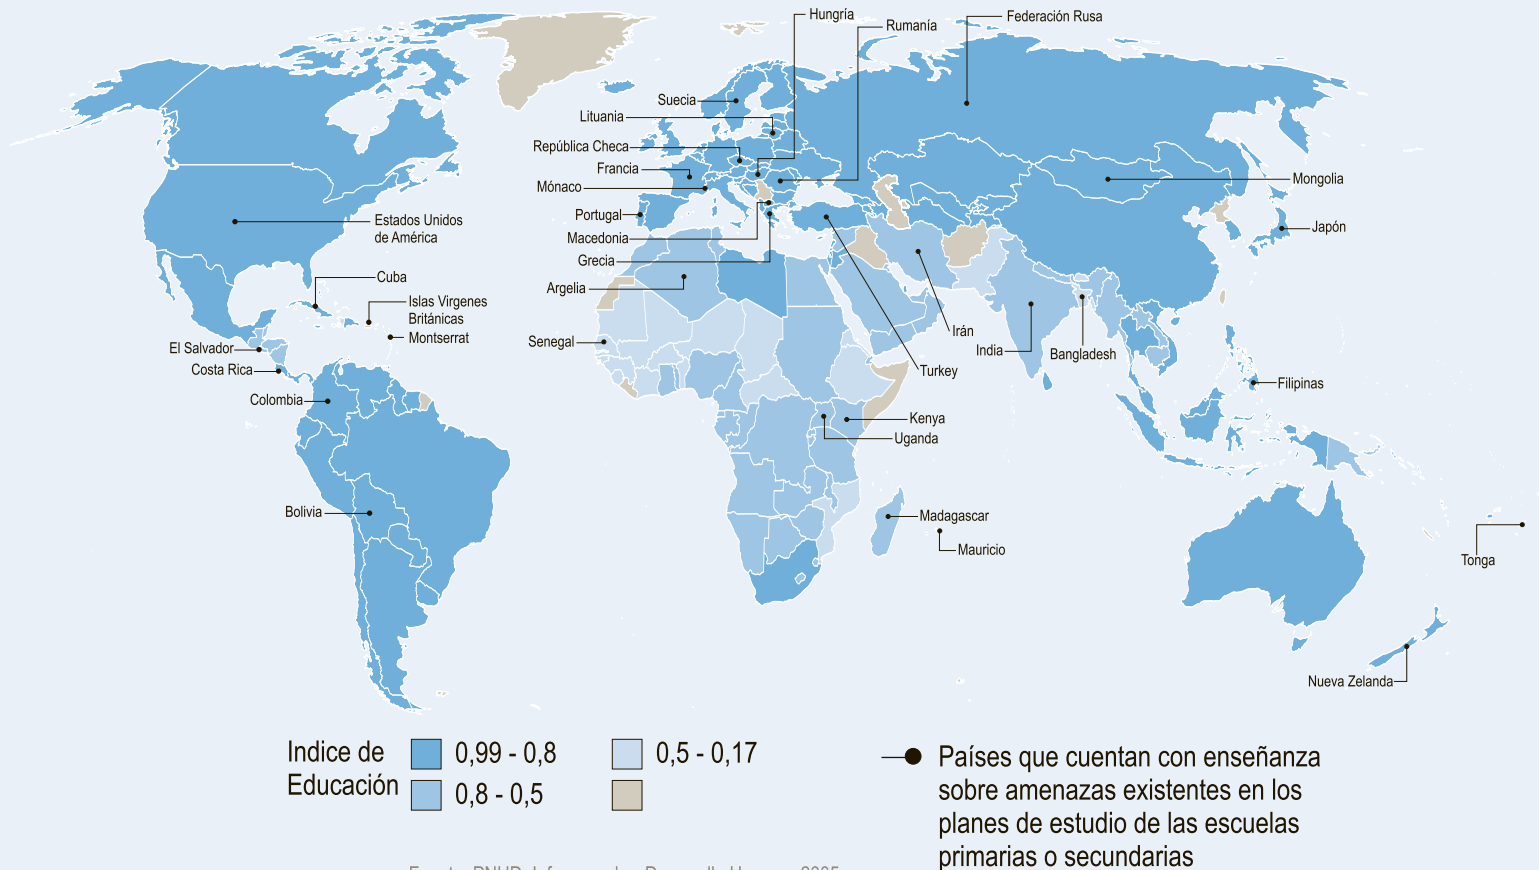 Hungría
Federación Rusa
Rumanía
Suecia
Lituania
República Checa
Francia
Mónaco
Mongolia
Portugal
Estados Unidos
de América
Japón
Macedonia
Grecia
Cuba
Argelia
Islas Virgenes
Británicas
Montserrat
Irán
Senegal
El Salvador
India
Bangladesh
Costa Rica
Turkey
Filipinas
Colombia
Kenya
Uganda
Bolivia
Madagascar
Mauricio
Tonga
Nueva Zelanda
Indice de
Educación
0,99 - 0,8
0,8 - 0,5
0,5 - 0,17
Países que cuentan con enseñanza
sobre amenazas existentes en los
planes de estudio de las escuelas
primarias o secundarias